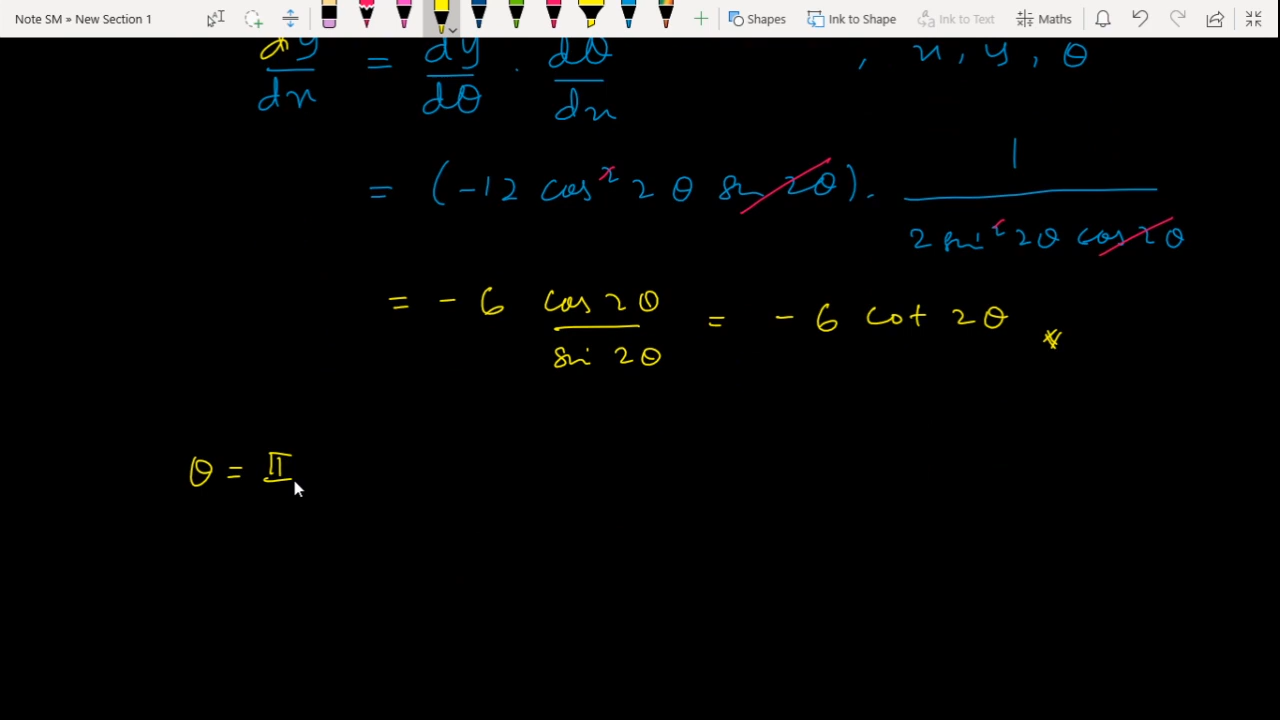 Note SM » New Section 1 Shapes Ink to Shape Ink to Text Maths
dy/dx = dy/dθ · dθ/dx , x, y, θ
= (-12 cos² 2θ sin 2θ) · 1/(2 sin² 2θ cos 2θ)
= - 6 cos 2θ/sin 2θ = - 6 cot 2θ
θ = π